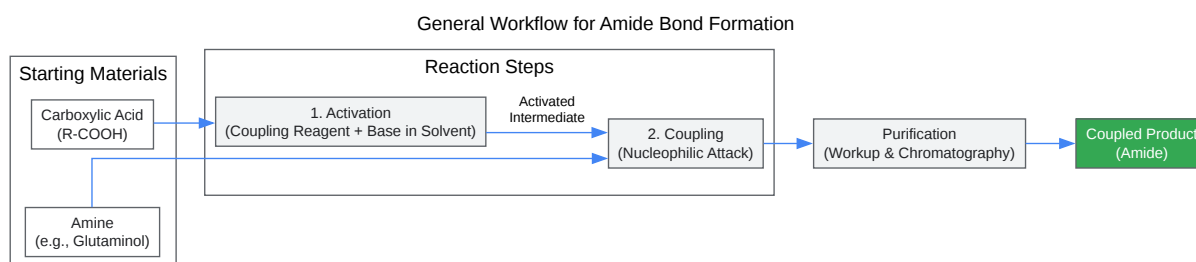 General Workflow for Amide Bond Formation
Starting Materials
Carboxylic Acid
(R-COOH)
Amine
(e.g., Glutaminol)
Reaction Steps
1. Activation
(Coupling Reagent + Base in Solvent)
Activated
Intermediate
2. Coupling
(Nucleophilic Attack)
Purification
(Workup & Chromatography)
Coupled Product
(Amide)